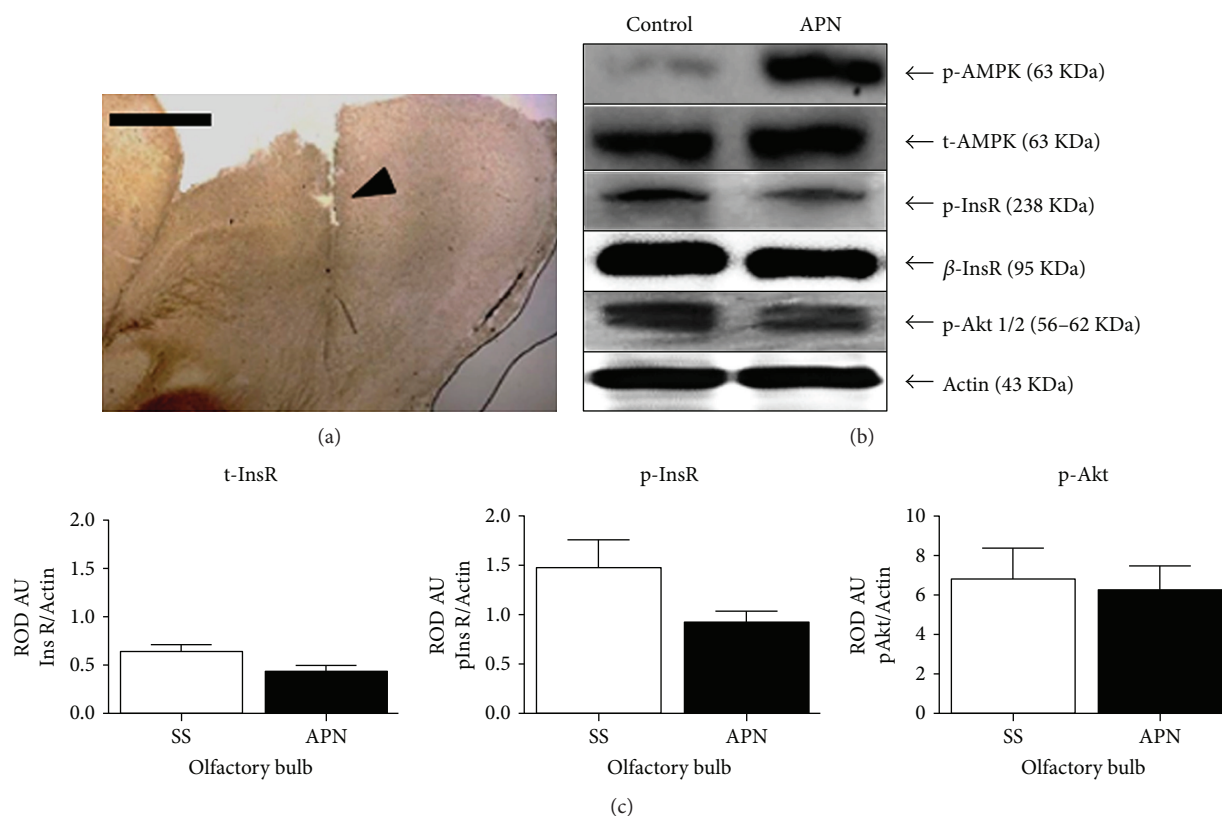 Control APN
← p-AMPK (63 KDa)
← t-AMPK (63 KDa)
← p-InsR (238 KDa)
← β-InsR (95 KDa)
← p-Akt 1/2 (56–62 KDa)
← Actin (43 KDa)
(a)
(b)
t-InsR
ROD AU
Ins R/Actin
2.0
1.5
1.0
0.5
0.0
SS APN
Olfactory bulb
p-InsR
ROD AU
pIns R/Actin
2.0
1.5
1.0
0.5
0.0
SS APN
Olfactory bulb
p-Akt
ROD AU
pAkt/Actin
10
8
6
4
2
0
SS APN
Olfactory bulb
(c)